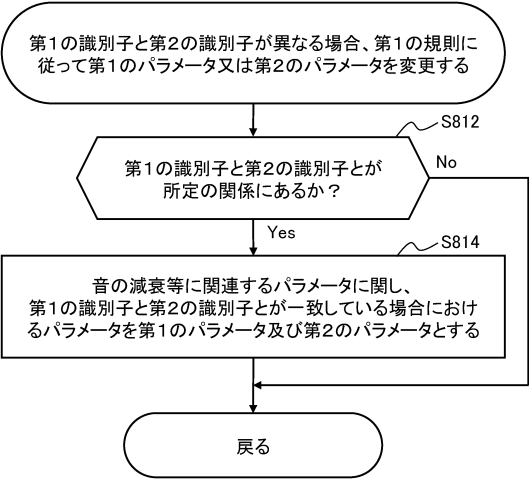 第１の識別子と第２の識別子が異なる場合、第１の規則に
従って第１のパラメータ又は第２のパラメータを変更する
S812
第１の識別子と第２の識別子とが
所定の関係にあるか？
No
Yes
S814
音の減衰等に関連するパラメータに関し、
第１の識別子と第２の識別子とが一致している場合におけ
るパラメータを第１のパラメータ及び第２のパラメータとする
戻る